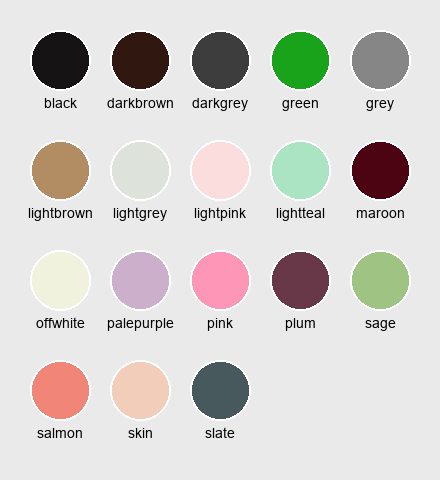 black darkbrown darkgrey green grey
lightbrown lightgrey lightpink lightteal maroon
offwhite palepurple pink plum sage
salmon skin slate